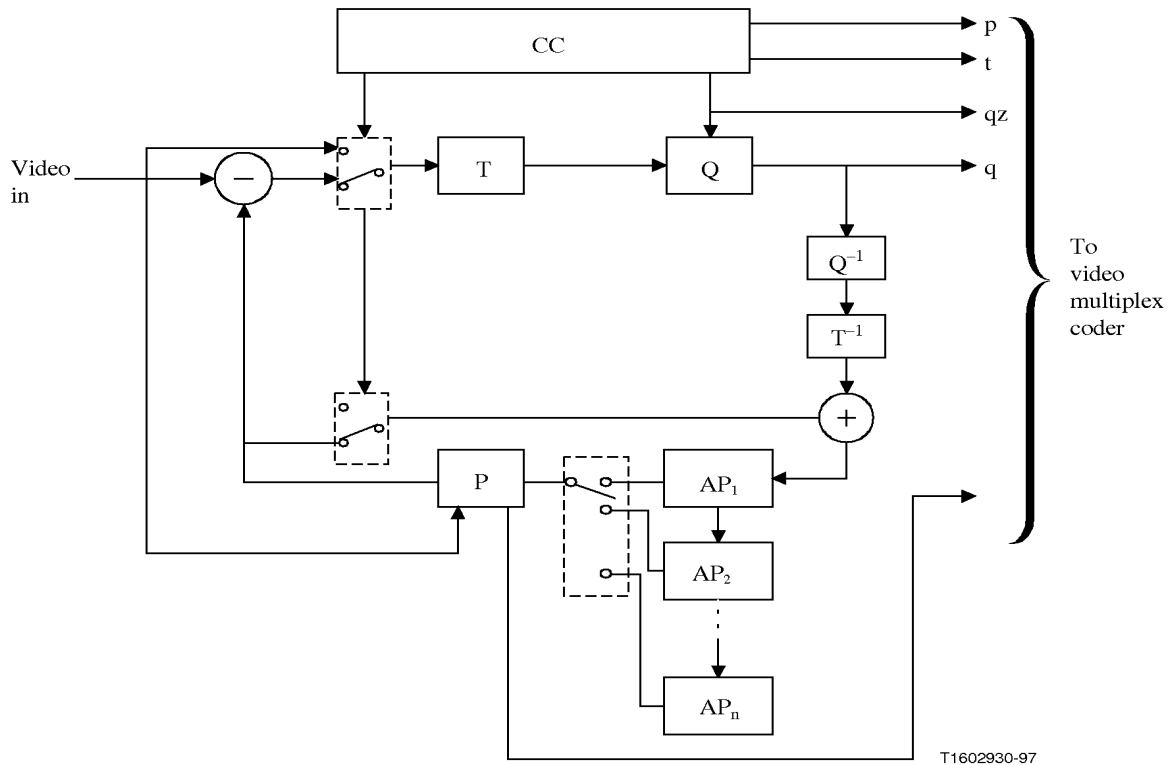 CC
p
t
qz
Video
in
−
T
Q
q
Q⁻¹
To
video
multiplex
coder
T⁻¹
+
P
AP₁
AP₂
APₙ
T1602930-97